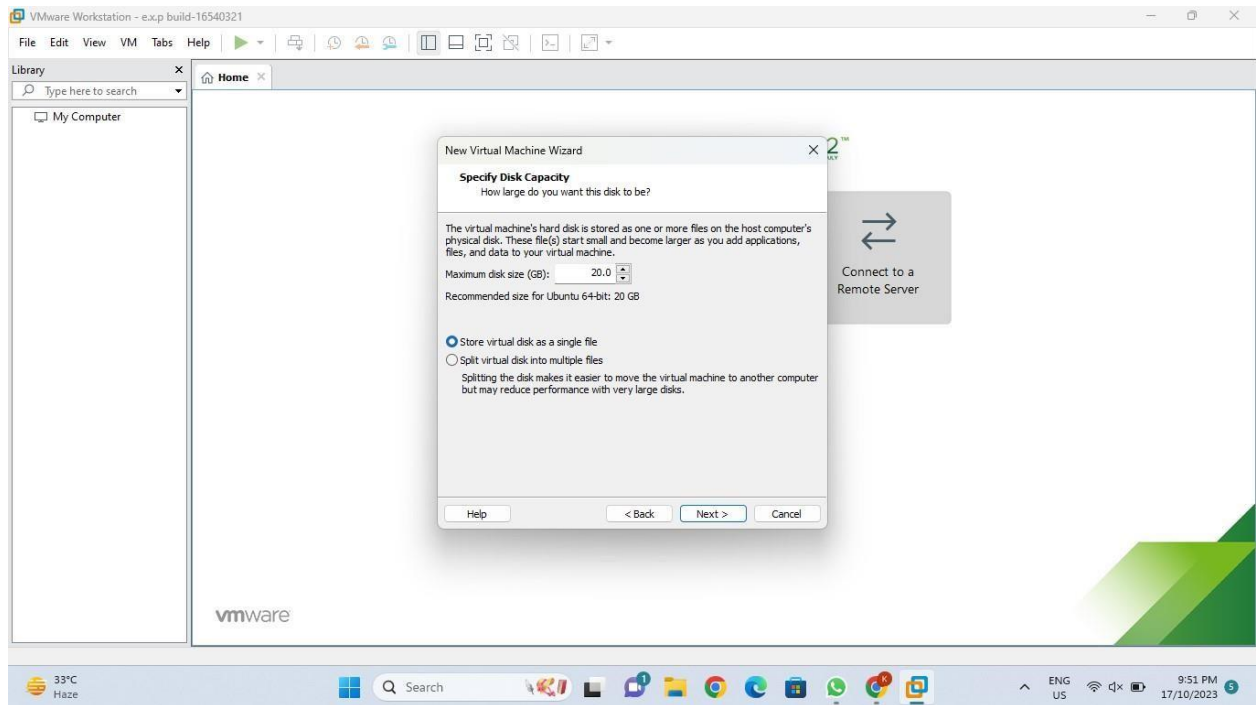 VMware Workstation - e.x.p build-16540321
File Edit View VM Tabs Help
Library
Type here to search
My Computer
Home
2™
New Virtual Machine Wizard
Specify Disk Capacity
How large do you want this disk to be?
The virtual machine's hard disk is stored as one or more files on the host computer's
physical disk. These file(s) start small and become larger as you add applications,
files, and data to your virtual machine.
Maximum disk size (GB): 20.0
Recommended size for Ubuntu 64-bit: 20 GB
Store virtual disk as a single file
Split virtual disk into multiple files
Splitting the disk makes it easier to move the virtual machine to another computer
but may reduce performance with very large disks.
Help < Back Next > Cancel
Connect to a
Remote Server
vmware
33°C
Haze
Search
1
K
ENG
US
9:51 PM
17/10/2023
5